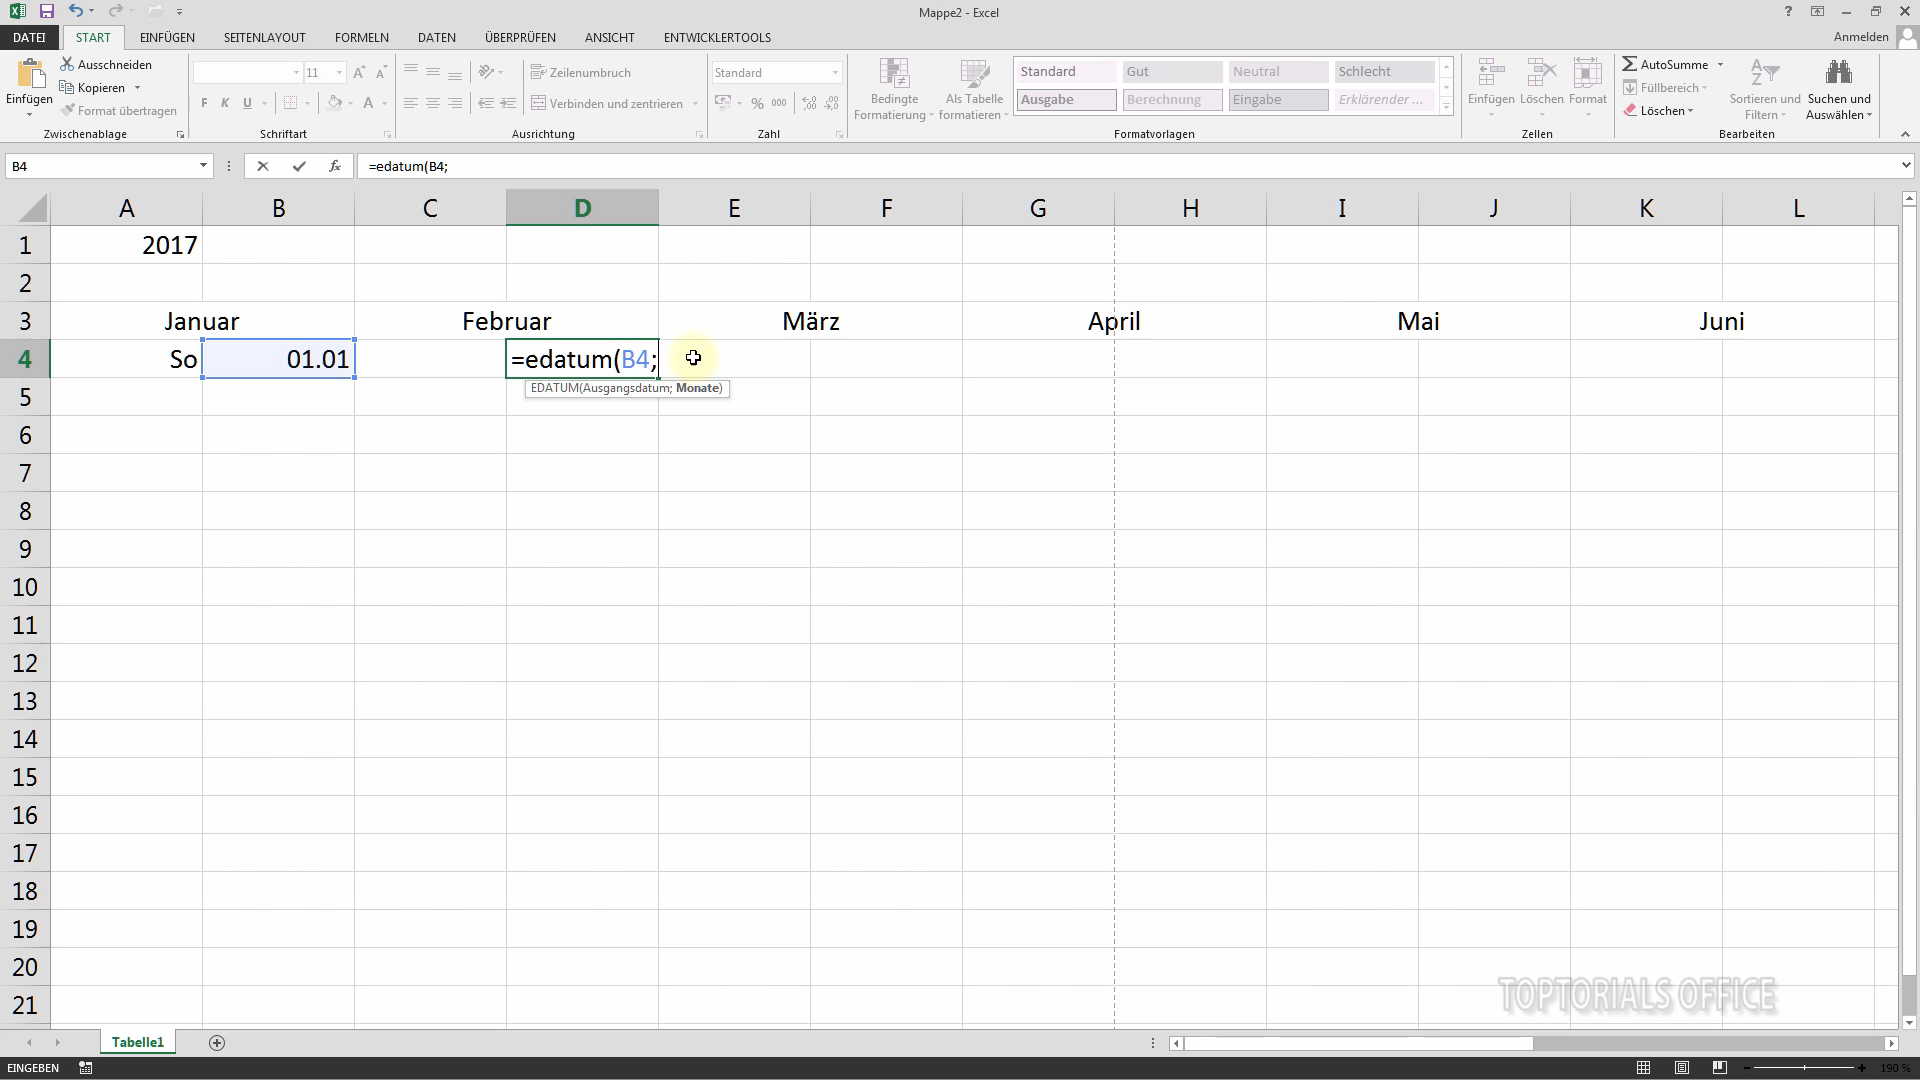 Mappe2 - Excel
?
DATEI START EINFÜGEN SEITENLAYOUT FORMELN DATEN ÜBERPRÜFEN ANSICHT ENTWICKLERTOOLS Anmelden
Einfügen
Ausschneiden
Kopieren
Format übertragen
Zwischenablage
11
F K U
Schriftart
Zeilenumbruch
Verbinden und zentrieren
Ausrichtung
Standard
% 000
Zahl
Bedingte Formatierung
Als Tabelle formatieren
Standard Gut Neutral Schlecht
Ausgabe Berechnung Eingabe Erklärender ...
Formatvorlagen
Einfügen Löschen Format
Zellen
AutoSumme
Füllbereich
Löschen
Sortieren und Filtern
Suchen und Auswählen
Bearbeiten
B4 fx =edatum(B4;
A B C D E F G H I J K L
1 2017
2
3 Januar Februar März April Mai Juni
4 So 01.01 =edatum(B4;
EDATUM(Ausgangsdatum; Monate)
5
6
7
8
9
10
11
12
13
14
15
16
17
18
19
20
21
TOPTORIALS OFFICE
Tabelle1
EINGEBEN 190 %